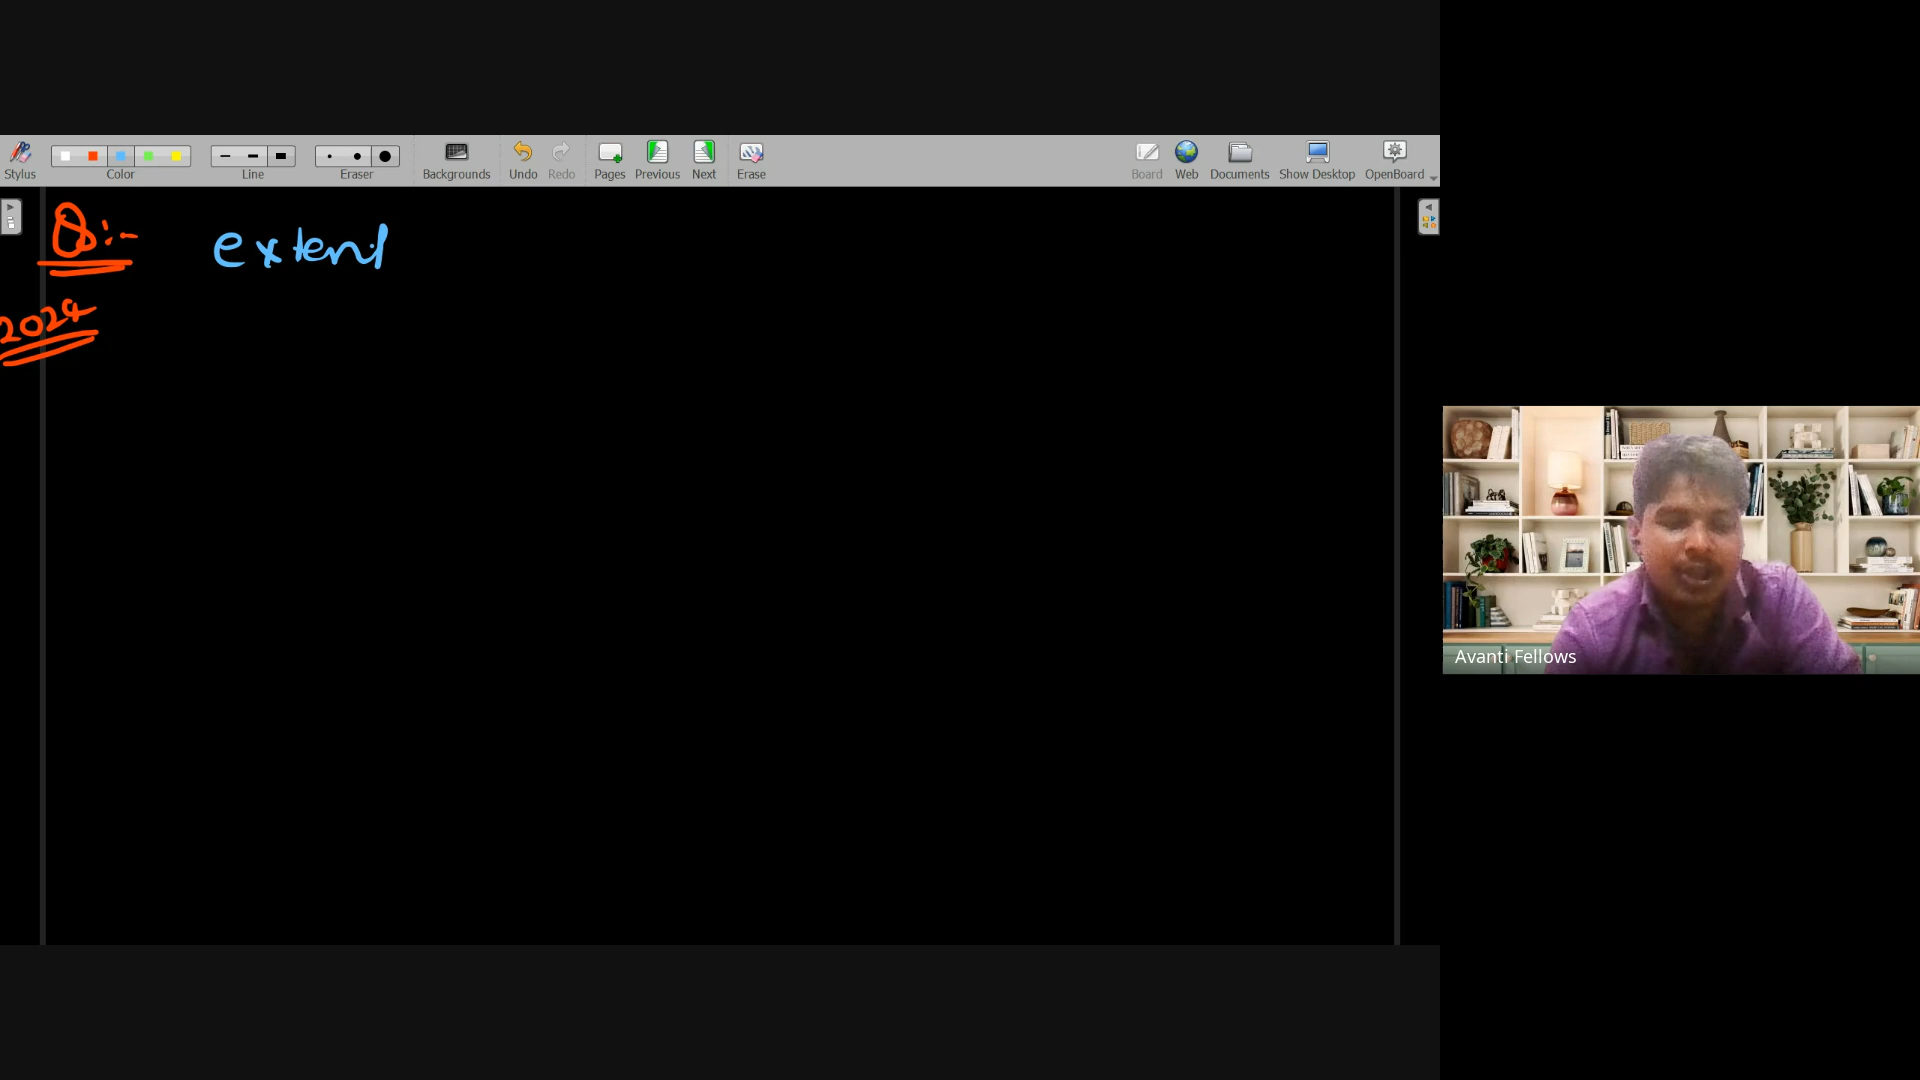 Stylus Color Line Eraser Backgrounds Undo Redo Pages Previous Next Erase Board Web Documents Show Desktop OpenBoard
Q:- extent
2024
Avanti Fellows